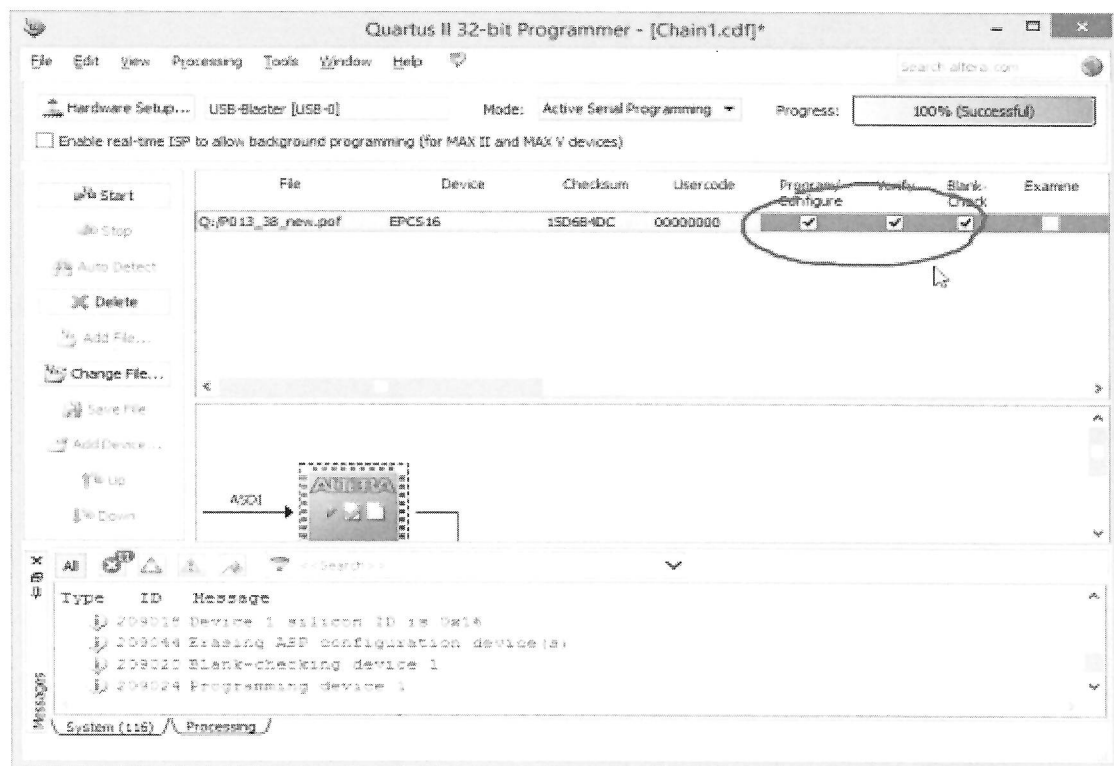 Quartus II 32-bit Programmer - [Chain1.cdf]*
File Edit View Processing Tools Window Help
Search altera.com
Hardware Setup... USB-Blaster [USB-0] Mode: Active Serial Programming Progress: 100% (Successful)
Enable real-time ISP to allow background programming (for MAX II and MAX V devices)
File Device Checksum Usercode Program/ Verify Blank- Examine
Configure Check
Q:/P013_38_new.pof EPCS16 00000000
Start
Stop
Auto Detect
Delete
Add File...
Change File...
Save File
Add Device...
Up
Down
ASDI
ALTERA
All <<Search>>
Type ID Message
Device 1 silicon ID is
209044 Erasing ASP configuration device(s)
Blank-checking device 1
209024 Programming device 1
Messages
System (116) Processing